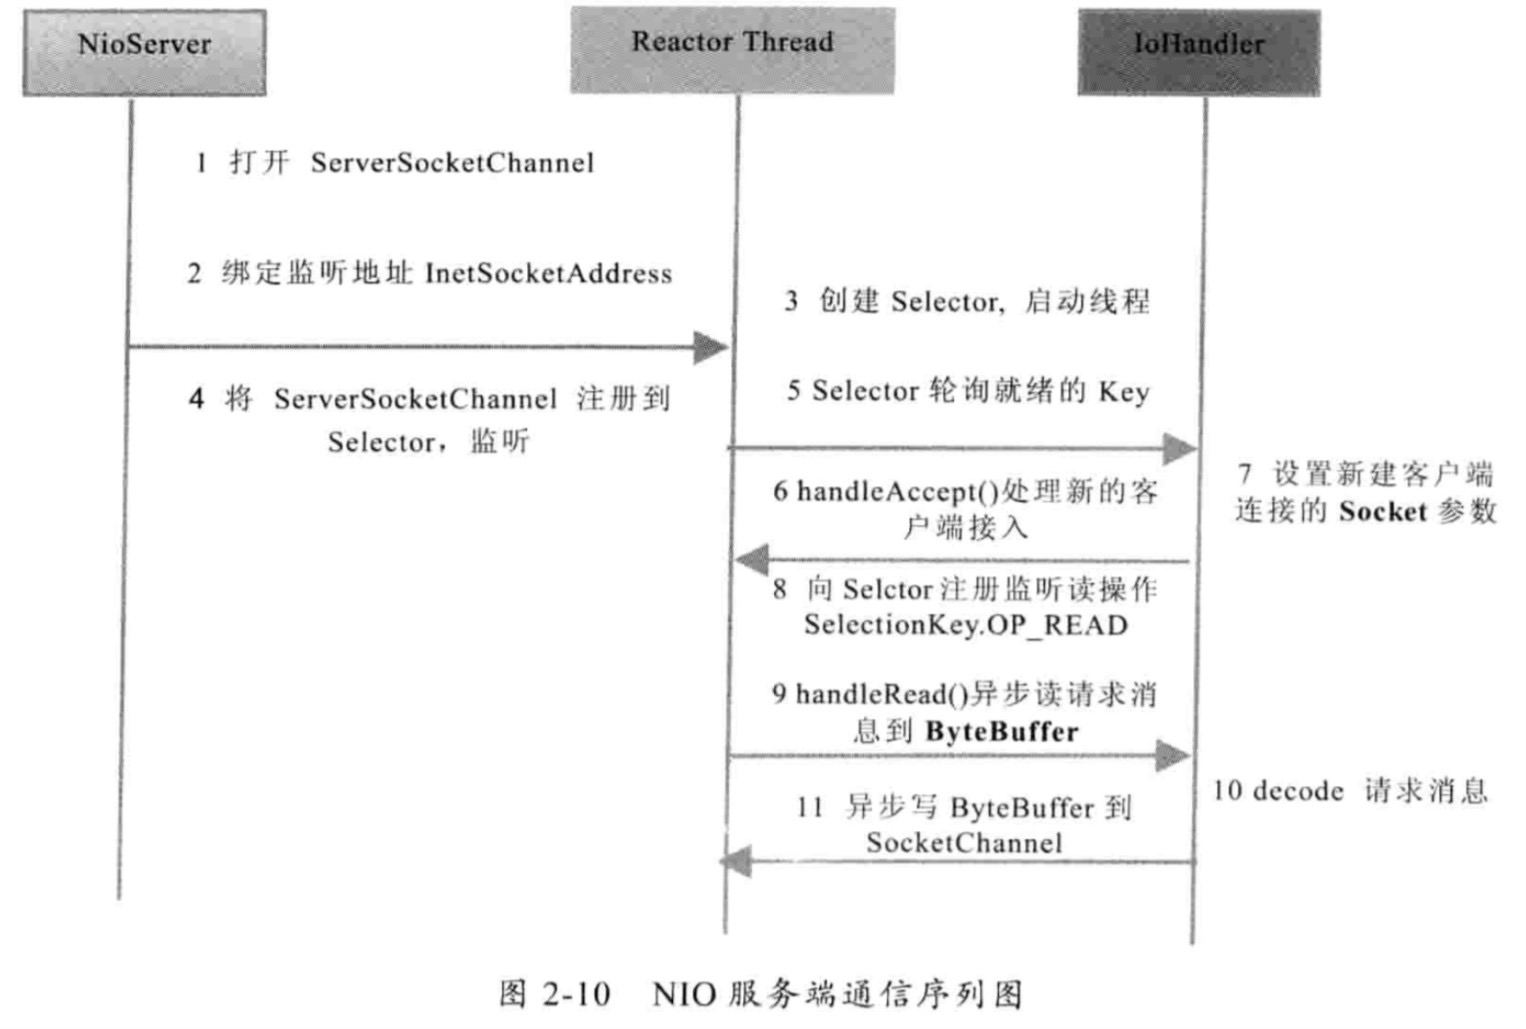 NioServer
Reactor Thread
IoHandler
1 打开 ServerSocketChannel
2 绑定监听地址 InetSocketAddress
3 创建 Selector, 启动线程
4 将 ServerSocketChannel 注册到
Selector，监听
5 Selector 轮询就绪的 Key
6 handleAccept()处理新的客
户端接入
7 设置新建客户端
连接的 Socket 参数
8 向 Selctor 注册监听读操作
SelectionKey.OP_READ
9 handleRead()异步读请求消
息到 ByteBuffer
10 decode 请求消息
11 异步写 ByteBuffer 到
SocketChannel
图 2-10 NIO 服务端通信序列图